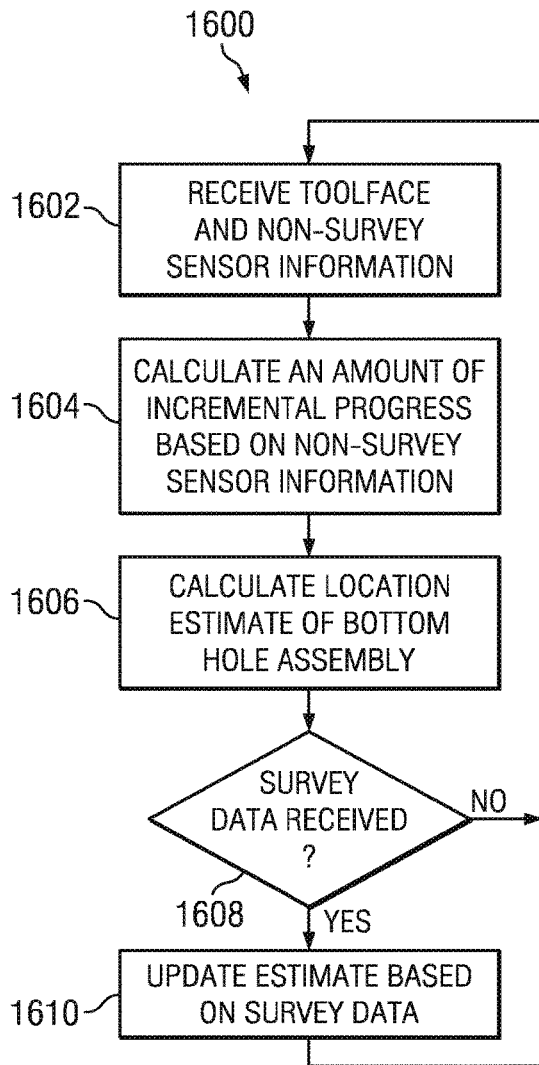 1600
1602
RECEIVE TOOLFACE
AND NON-SURVEY
SENSOR INFORMATION
1604
CALCULATE AN AMOUNT OF
INCREMENTAL PROGRESS
BASED ON NON-SURVEY
SENSOR INFORMATION
1606
CALCULATE LOCATION
ESTIMATE OF BOTTOM
HOLE ASSEMBLY
SURVEY
DATA RECEIVED
?
NO
1608
YES
1610
UPDATE ESTIMATE BASED
ON SURVEY DATA